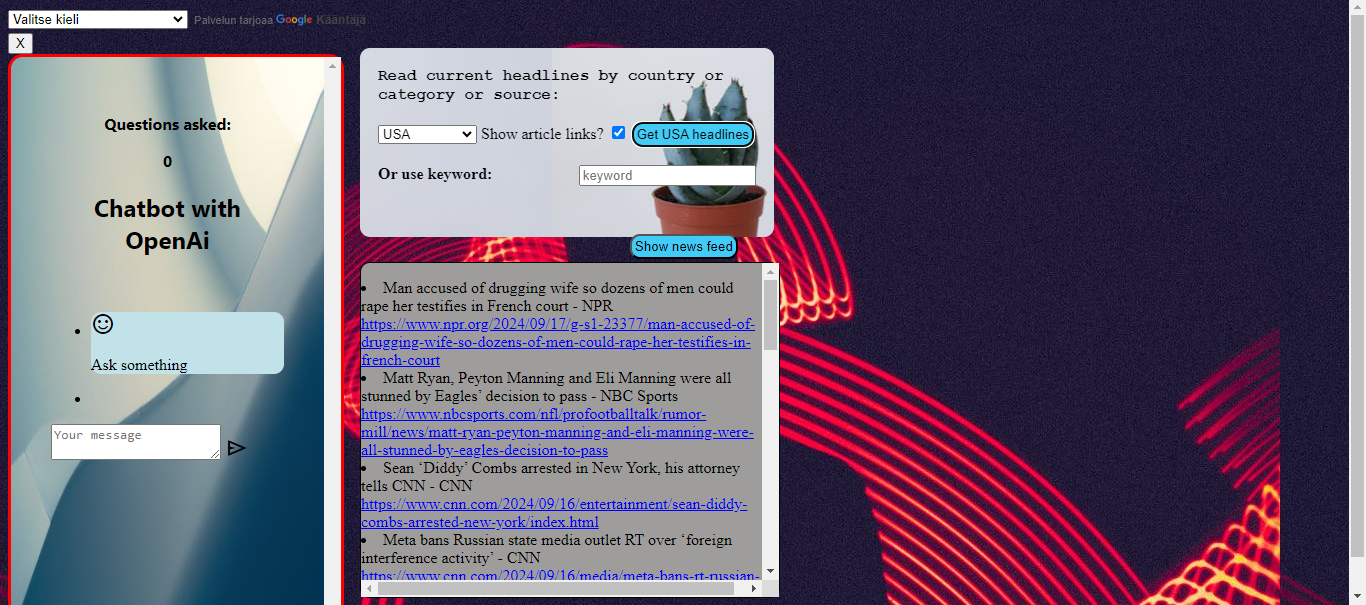 Valitse kieli
Palvelun tarjoaa Google Kääntäjä
X
Questions asked:
0
Chatbot with
OpenAi
Ask something
Your message
Read current headlines by country or
category or source:
USA Show article links? Get USA headlines
Or use keyword: keyword
Show news feed
Man accused of drugging wife so dozens of men could
rape her testifies in French court - NPR
https://www.npr.org/2024/09/17/g-s1-23377/man-accused-of-
drugging-wife-so-dozens-of-men-could-rape-her-testifies-in-
french-court
Matt Ryan, Peyton Manning and Eli Manning were all
stunned by Eagles’ decision to pass - NBC Sports
https://www.nbcsports.com/nfl/profootballtalk/rumor-
mill/news/matt-ryan-peyton-manning-and-eli-manning-were-
all-stunned-by-eagles-decision-to-pass
Sean ‘Diddy’ Combs arrested in New York, his attorney
tells CNN - CNN
https://www.cnn.com/2024/09/16/entertainment/sean-diddy-
combs-arrested-new-york/index.html
Meta bans Russian state media outlet RT over ‘foreign
interference activity’ - CNN
https://www.cnn.com/2024/09/16/media/meta-bans-rt-russian-